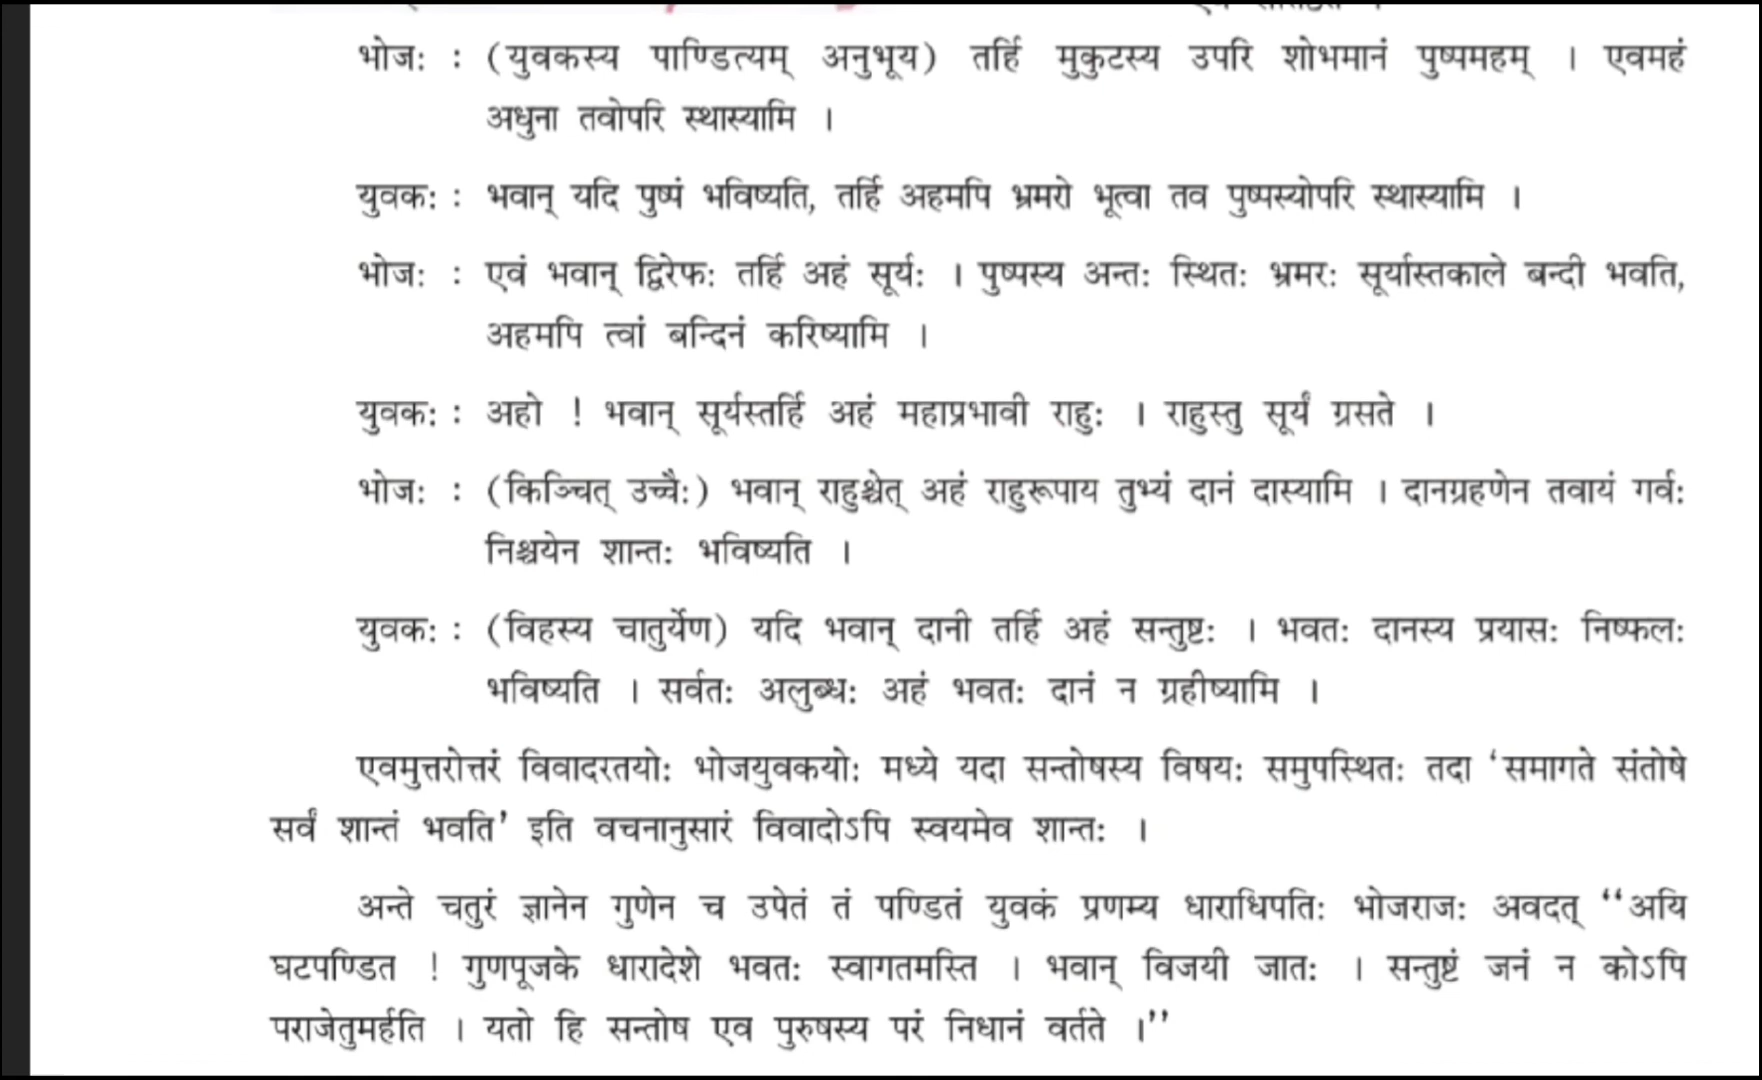 भोजः : (युवकस्य पाण्डित्यम् अनुभूय) तर्हि मुकुटस्य उपरि शोभमानं पुष्पमहम् । एवमहं
अधुना तवोपरि स्थास्यामि ।
युवकः : भवान् यदि पुष्पं भविष्यति, तर्हि अहमपि भ्रमरो भूत्वा तव पुष्पस्योपरि स्थास्यामि ।
भोजः : एवं भवान् द्विरेफः तर्हि अहं सूर्यः । पुष्पस्य अन्तः स्थितः भ्रमरः सूर्यास्तकाले बन्दी भवति,
अहमपि त्वां बन्दिनं करिष्यामि ।
युवकः : अहो ! भवान् सूर्यस्तर्हि अहं महाप्रभावी राहुः । राहुस्तु सूर्यं ग्रसते ।
भोजः : (किञ्चित् उच्चैः) भवान् राहुश्चेत् अहं राहुरूपाय तुभ्यं दानं दास्यामि । दानग्रहणेन तवायं गर्वः
निश्चयेन शान्तः भविष्यति ।
युवकः : (विहस्य चातुर्येण) यदि भवान् दानी तर्हि अहं सन्तुष्टः । भवतः दानस्य प्रयासः निष्फलः
भविष्यति । सर्वतः अलुब्धः अहं भवतः दानं न ग्रहीष्यामि ।
एवमुत्तरोत्तरं विवादरतयोः भोजयुवकयोः मध्ये यदा सन्तोषस्य विषयः समुपस्थितः तदा ‘समागते संतोषे
सर्वं शान्तं भवति’ इति वचनानुसारं विवादोऽपि स्वयमेव शान्तः ।
अन्ते चतुरं ज्ञानेन गुणेन च उपेतं तं पण्डितं युवकं प्रणम्य धाराधिपतिः भोजराजः अवदत् “अयि
घटपण्डित ! गुणपूजके धारादेशे भवतः स्वागतमस्ति । भवान् विजयी जातः । सन्तुष्टं जनं न कोऽपि
पराजेतुमर्हति । यतो हि सन्तोष एव पुरुषस्य परं निधानं वर्तते ।”